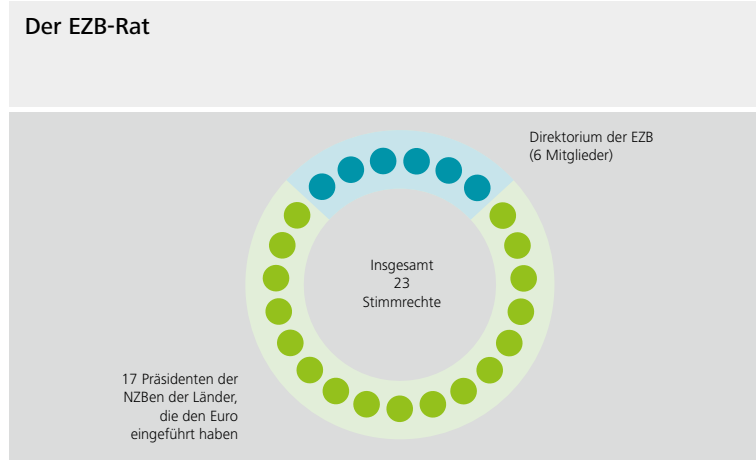 Der EZB-Rat
Direktorium der EZB
(6 Mitglieder)
Insgesamt
23
Stimmrechte
17 Präsidenten der
NZBen der Länder,
die den Euro
eingeführt haben